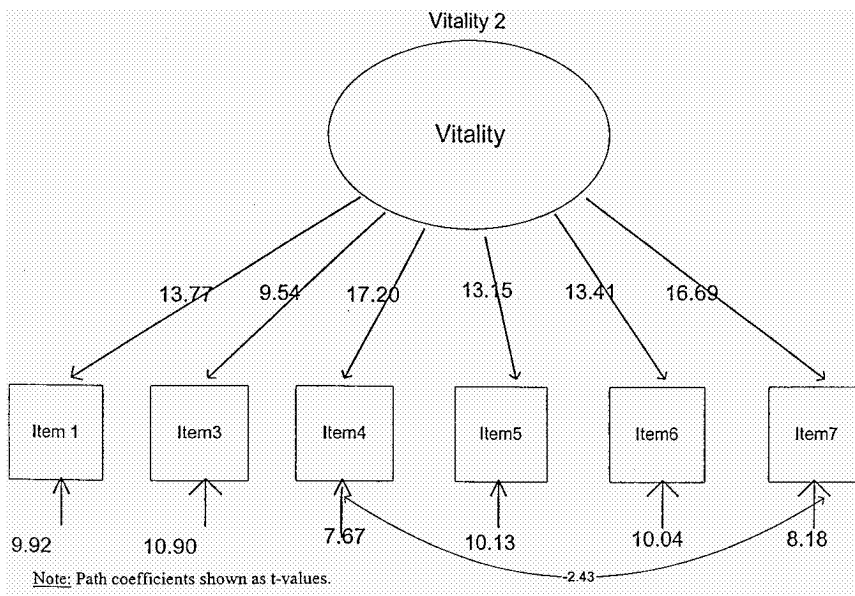 Vitality 2
Vitality
13.77 9.54 17.20 13.15 13.41 16.69
Item 1 Item3 Item4 Item5 Item6 Item7
9.92 10.90 7.67 10.13 10.04 8.18
-2.43
Note: Path coefficients shown as t-values.